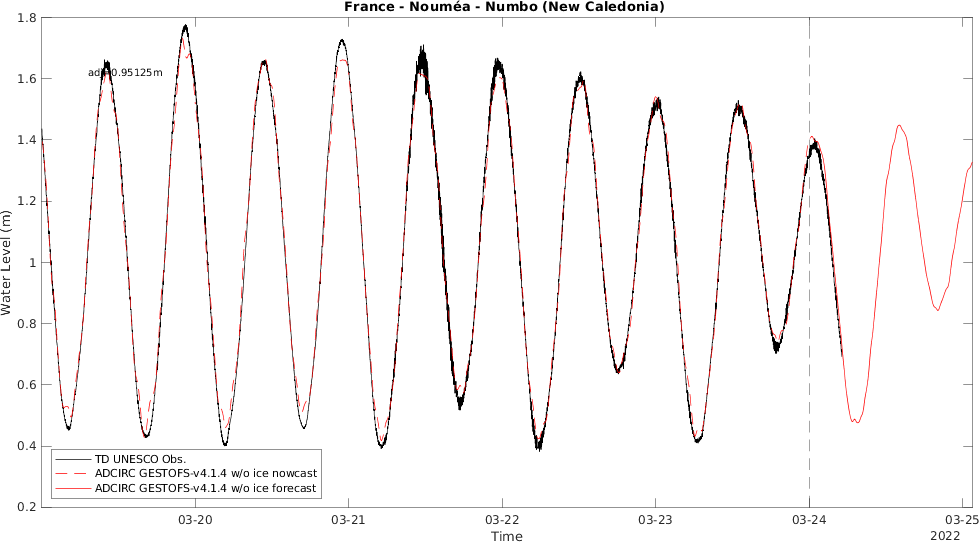 France - Nouméa - Numbo (New Caledonia)
1.8
1.6
1.4
1.2
1
0.8
0.6
0.4
0.2
Water Level (m)
0.95125m
TD UNESCO Obs.
ADCIRC GESTOFS-v4.1.4 w/o ice nowcast
ADCIRC GESTOFS-v4.1.4 w/o ice forecast
03-20
03-21
03-22
03-23
03-24
03-25
Time
2022